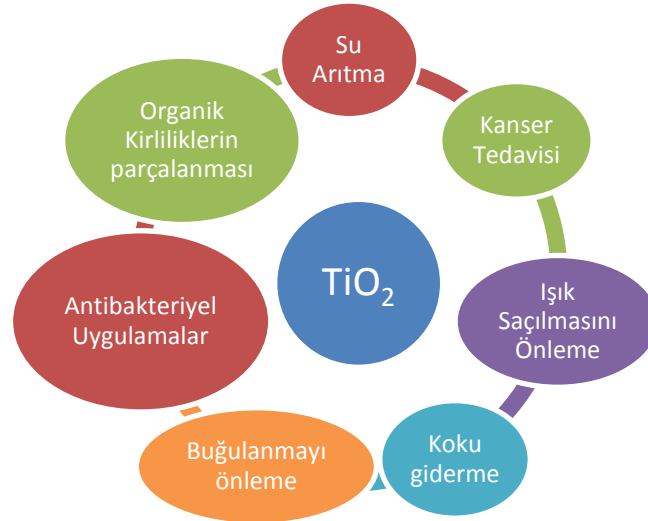 Su
Arıtma
Kanser
Tedavisi
Işık
Saçılmasını
Önleme
Koku
giderme
Buğulanmayı
önleme
Antibakteriyel
Uygulamalar
Organik
Kirliliklerin
parçalanması
TiO₂